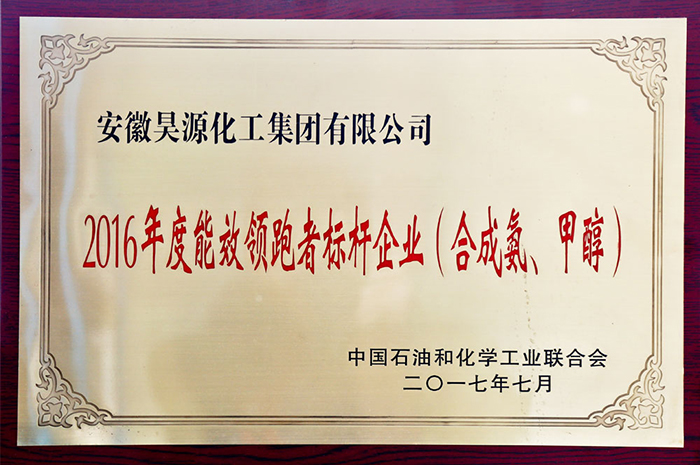 安徽昊源化工集团有限公司
2016年度能效领跑者标杆企业（合成氨、甲醇）
中国石油和化学工业联合会
二〇一七年七月